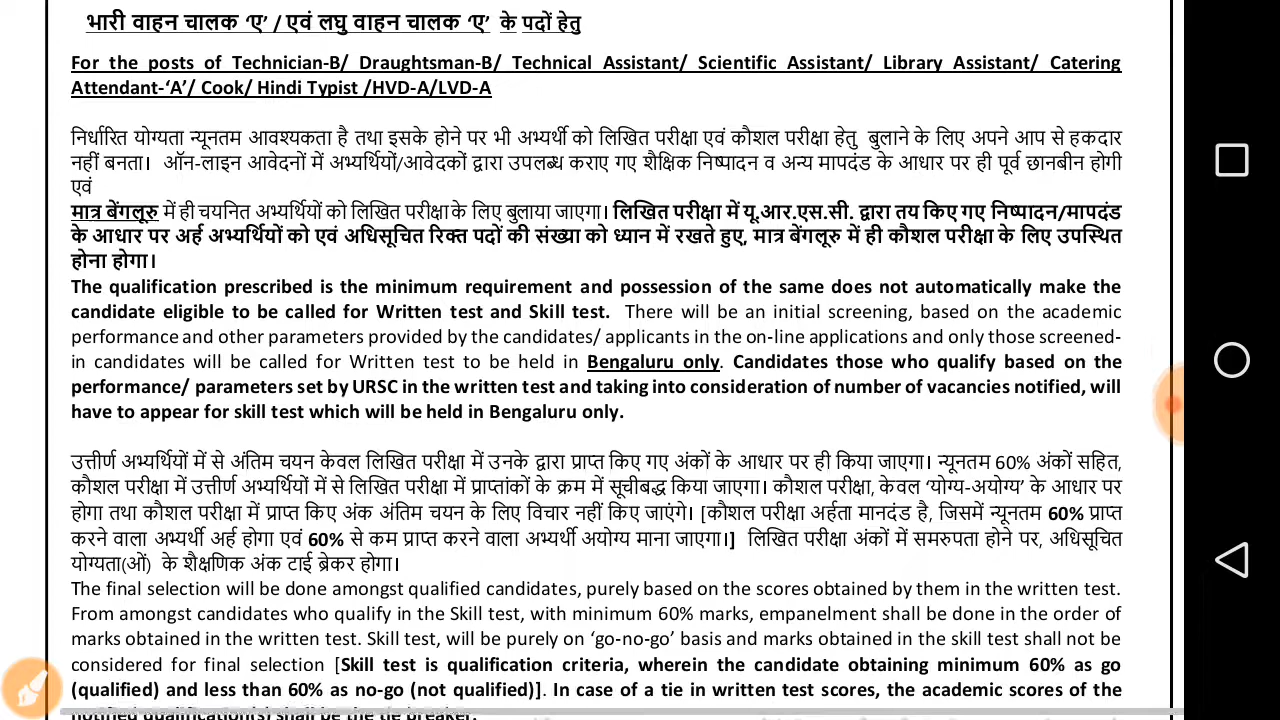 भारी वाहन चालक ‘ए’ / एवं लघु वाहन चालक ‘ए’ के पदों हेतु
For the posts of Technician-B/ Draughtsman-B/ Technical Assistant/ Scientific Assistant/ Library Assistant/ Catering
Attendant-‘A’/ Cook/ Hindi Typist /HVD-A/LVD-A
निर्धारित योग्यता न्यूनतम आवश्यकता है तथा इसके होने पर भी अभ्यर्थी को लिखित परीक्षा एवं कौशल परीक्षा हेतु बुलाने के लिए अपने आप से हकदार
नहीं बनता। ऑन-लाइन आवेदनों में अभ्यर्थियों/आवेदकों द्वारा उपलब्ध कराए गए शैक्षिक निष्पादन व अन्य मापदंड के आधार पर ही पूर्व छानबीन होगी
एवं
मात्र बेंगलूरु में ही चयनित अभ्यर्थियों को लिखित परीक्षा के लिए बुलाया जाएगा। लिखित परीक्षा में यू.आर.एस.सी. द्वारा तय किए गए निष्पादन/मापदंड
के आधार पर अर्ह अभ्यर्थियों को एवं अधिसूचित रिक्त पदों की संख्या को ध्यान में रखते हुए, मात्र बेंगलूरु में ही कौशल परीक्षा के लिए उपस्थित
होना होगा।
The qualification prescribed is the minimum requirement and possession of the same does not automatically make the
candidate eligible to be called for Written test and Skill test. There will be an initial screening, based on the academic
performance and other parameters provided by the candidates/ applicants in the on-line applications and only those screened-
in candidates will be called for Written test to be held in Bengaluru only. Candidates those who qualify based on the
performance/ parameters set by URSC in the written test and taking into consideration of number of vacancies notified, will
have to appear for skill test which will be held in Bengaluru only.
उत्तीर्ण अभ्यर्थियों में से अंतिम चयन केवल लिखित परीक्षा में उनके द्वारा प्राप्त किए गए अंकों के आधार पर ही किया जाएगा। न्यूनतम 60% अंकों सहित,
कौशल परीक्षा में उत्तीर्ण अभ्यर्थियों में से लिखित परीक्षा में प्राप्तांकों के क्रम में सूचीबद्ध किया जाएगा। कौशल परीक्षा, केवल ‘योग्य-अयोग्य’ के आधार पर
होगा तथा कौशल परीक्षा में प्राप्त किए अंक अंतिम चयन के लिए विचार नहीं किए जाएंगे। [कौशल परीक्षा अर्हता मानदंड है, जिसमें न्यूनतम 60% प्राप्त
करने वाला अभ्यर्थी अर्ह होगा एवं 60% से कम प्राप्त करने वाला अभ्यर्थी अयोग्य माना जाएगा।] लिखित परीक्षा अंकों में समरुपता होने पर, अधिसूचित
योग्यता(ओं) के शैक्षणिक अंक टाई ब्रेकर होगा।
The final selection will be done amongst qualified candidates, purely based on the scores obtained by them in the written test.
From amongst candidates who qualify in the Skill test, with minimum 60% marks, empanelment shall be done in the order of
marks obtained in the written test. Skill test, will be purely on ‘go-no-go’ basis and marks obtained in the skill test shall not be
considered for final selection [Skill test is qualification criteria, wherein the candidate obtaining minimum 60% as go
(qualified) and less than 60% as no-go (not qualified)]. In case of a tie in written test scores, the academic scores of the
notified qualification(s) shall be the tie breaker.